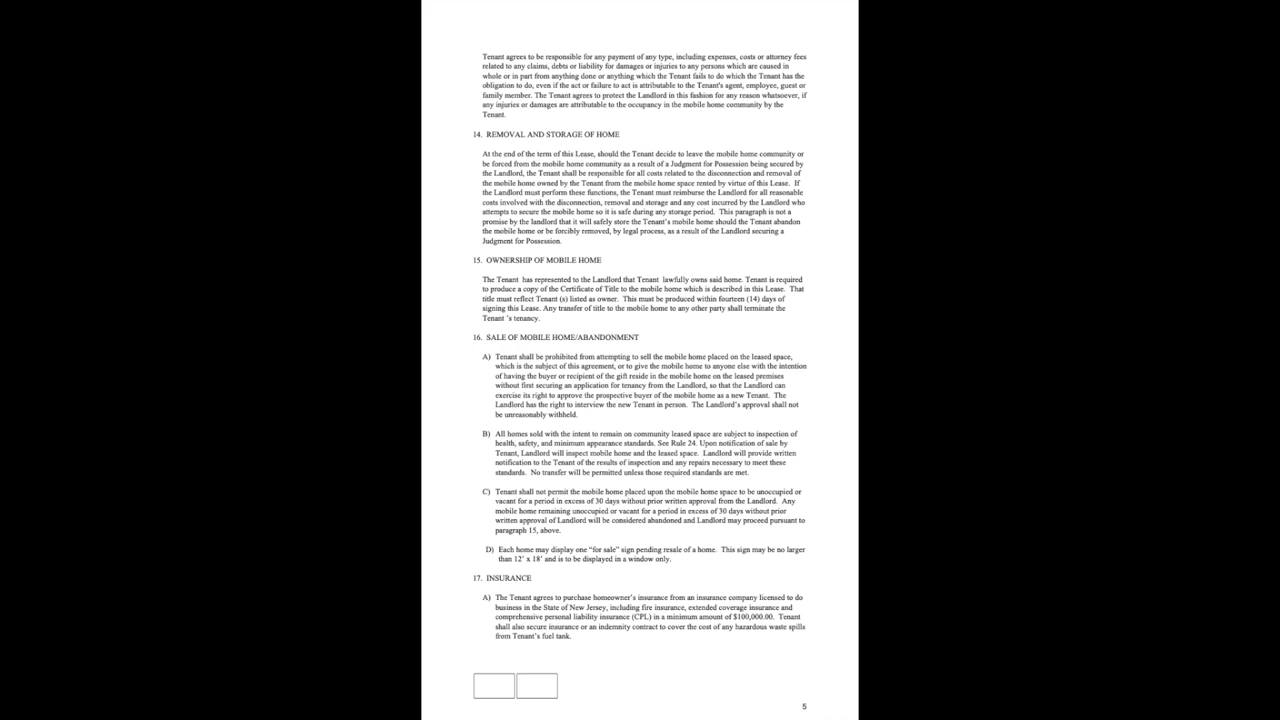 Tenant agrees to be responsible for any payment of any type, including expenses, costs or attorney fees
related to any claims, debts or liability for damages or injuries to any persons which are caused in
whole or in part from anything done or anything which the Tenant fails to do which the Tenant has the
obligation to do, even if the act or failure to act is attributable to the Tenant's agent, employee, guest or
family member. The Tenant agrees to protect the Landlord in this fashion for any reason whatsoever, if
any injuries or damages are attributable to the occupancy in the mobile home community by the
Tenant.
14. REMOVAL AND STORAGE OF HOME
At the end of the term of this Lease, should the Tenant decide to leave the mobile home community or
be forced from the mobile home community as a result of a Judgment for Possession being secured by
the Landlord, the Tenant shall be responsible for all costs related to the disconnection and removal of
the mobile home owned by the Tenant from the mobile home space rented by virtue of this Lease. If
the Landlord must perform these functions, the Tenant must reimburse the Landlord for all reasonable
costs involved with the disconnection, removal and storage and any cost incurred by the Landlord who
attempts to secure the mobile home so it is safe during any storage period. This paragraph is not a
promise by the landlord that it will safely store the Tenant's mobile home should the Tenant abandon
the mobile home or be forcibly removed, by legal process, as a result of the Landlord securing a
Judgment for Possession.
15. OWNERSHIP OF MOBILE HOME
The Tenant has represented to the Landlord that Tenant lawfully owns said home. Tenant is required
to produce a copy of the Certificate of Title to the mobile home which is described in this Lease. That
title must reflect Tenant (s) listed as owner. This must be produced within fourteen (14) days of
signing this Lease. Any transfer of title to the mobile home to any other party shall terminate the
Tenant 's tenancy.
16. SALE OF MOBILE HOME/ABANDONMENT
A) Tenant shall be prohibited from attempting to sell the mobile home placed on the leased space,
which is the subject of this agreement, or to give the mobile home to anyone else with the intention
of having the buyer or recipient of the gift reside in the mobile home on the leased premises
without first securing an application for tenancy from the Landlord, so that the Landlord can
exercise its right to approve the prospective buyer of the mobile home as a new Tenant. The
Landlord has the right to interview the new Tenant in person. The Landlord's approval shall not
be unreasonably withheld.
B) All homes sold with the intent to remain on community leased space are subject to inspection of
health, safety, and minimum appearance standards. See Rule 24. Upon notification of sale by
Tenant, Landlord will inspect mobile home and the leased space. Landlord will provide written
notification to the Tenant of the results of inspection and any repairs necessary to meet these
standards. No transfer will be permitted unless those required standards are met.
C) Tenant shall not permit the mobile home placed upon the mobile home space to be unoccupied or
vacant for a period in excess of 30 days without prior written approval from the Landlord. Any
mobile home remaining unoccupied or vacant for a period in excess of 30 days without prior
written approval of Landlord will be considered abandoned and Landlord may proceed pursuant to
paragraph 15, above.
D) Each home may display one "for sale" sign pending resale of a home. This sign may be no larger
than 12' x 18' and is to be displayed in a window only.
17. INSURANCE
A) The Tenant agrees to purchase homeowner's insurance from an insurance company licensed to do
business in the State of New Jersey, including fire insurance, extended coverage insurance and
comprehensive personal liability insurance (CPL) in a minimum amount of $100,000.00. Tenant
shall also secure insurance or an indemnity contract to cover the cost of any hazardous waste spills
from Tenant's fuel tank.
5